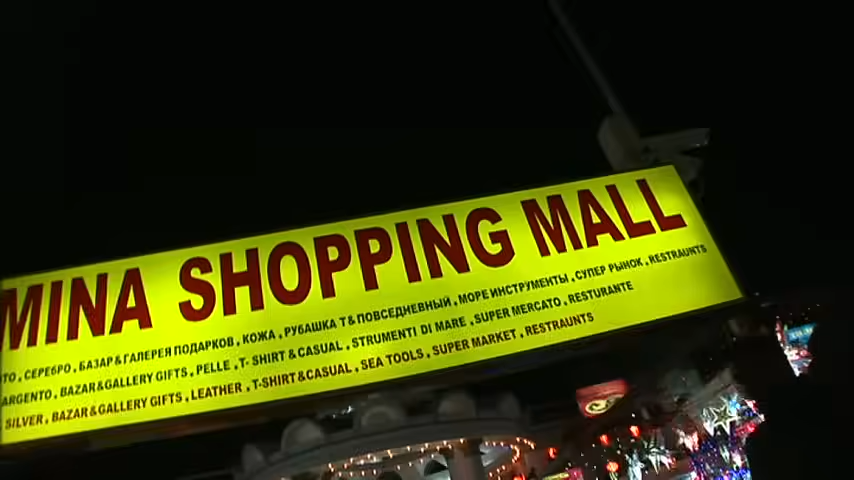 MINA SHOPPING MALL
СЕРЕБРО, БАЗАР & ГАЛЕРЕЯ ПОДАРКОВ, КОЖА, РУБАШКА T & ПОВСЕДНЕВНЫЙ, МОРЕ ИНСТРУМЕНТЫ, СУПЕР РЫНОК, RESTRAUNTS
ARGENTO, BAZAR & GALLERY GIFTS, PELLE, T- SHIRT & CASUAL, STRUMENTI DI MARE, SUPER MERCATO, RESTURANTE
SILVER, BAZAR & GALLERY GIFTS, LEATHER, T-SHIRT & CASUAL, SEA TOOLS, SUPER MARKET, RESTRAUNTS